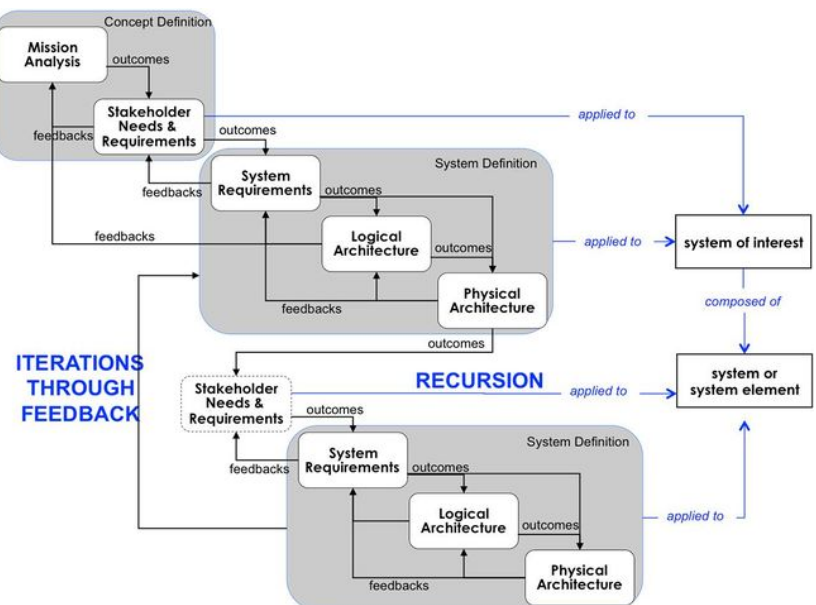 Concept Definition
Mission
Analysis
outcomes
Stakeholder
Needs &
Requirements
feedbacks
outcomes
applied to
System Definition
System
Requirements
feedbacks
outcomes
Logical
Architecture
feedbacks
outcomes
applied to
system of interest
Physical
Architecture
feedbacks
composed of
outcomes
ITERATIONS
THROUGH
FEEDBACK
RECURSION
Stakeholder
Needs &
Requirements
applied to
system or
system element
outcomes
System Definition
System
Requirements
feedbacks
outcomes
Logical
Architecture
outcomes
applied to
Physical
Architecture
feedbacks